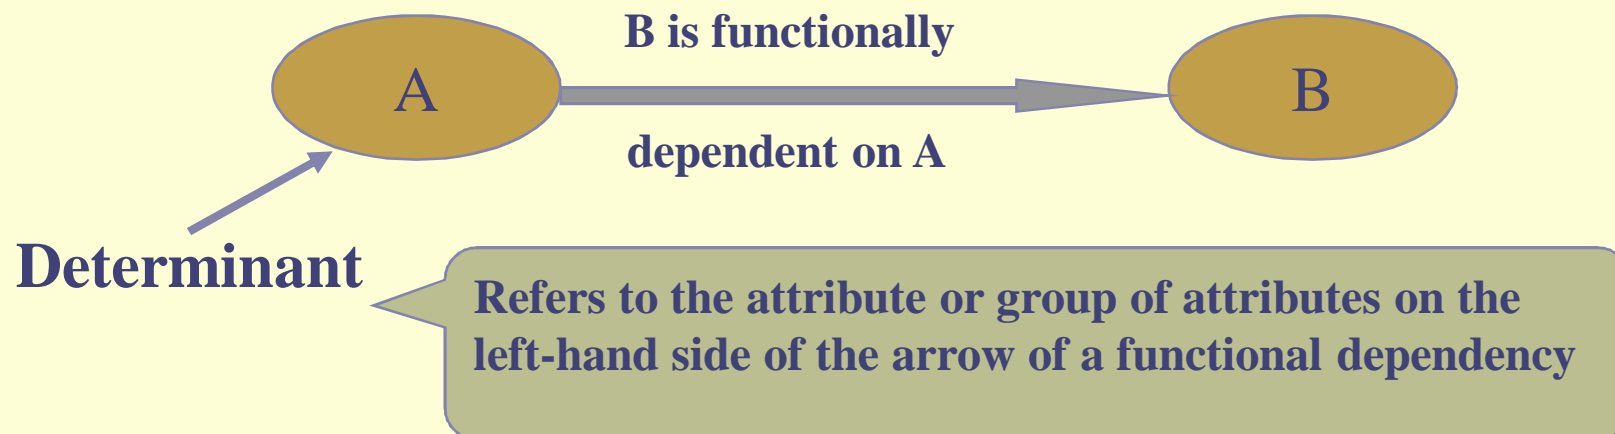 B is functionally
A
B
dependent on A
Determinant
Refers to the attribute or group of attributes on the
left-hand side of the arrow of a functional dependency